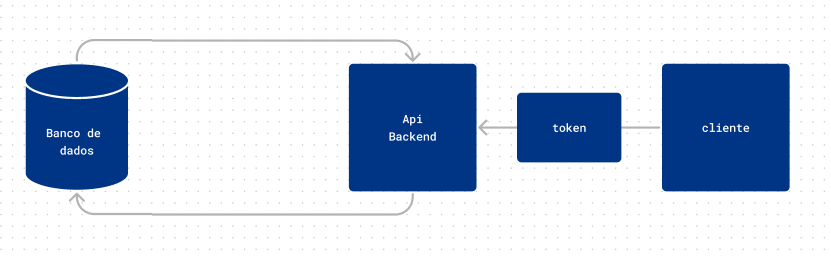 Banco de
dados
Api
Backend
token
cliente